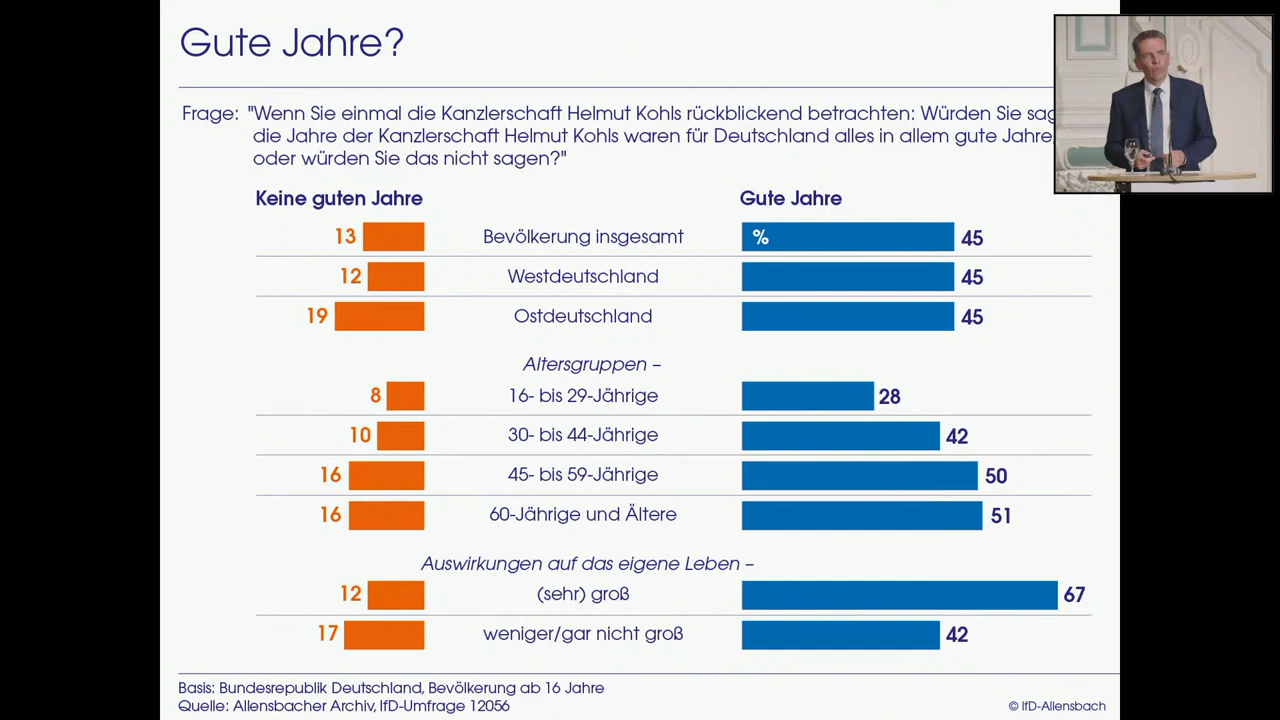 Gute Jahre?
Frage: "Wenn Sie einmal die Kanzlerschaft Helmut Kohls rückblickend betrachten: Würden Sie
die Jahre der Kanzlerschaft Helmut Kohls waren für Deutschland alles in allem gute Jahre,
oder würden Sie das nicht sagen?"
Keine guten Jahre Gute Jahre
13 Bevölkerung insgesamt % 45
12 Westdeutschland 45
19 Ostdeutschland 45
Altersgruppen –
8 16- bis 29-Jährige 28
10 30- bis 44-Jährige 42
16 45- bis 59-Jährige 50
16 60-Jährige und Ältere 51
Auswirkungen auf das eigene Leben –
12 (sehr) groß 67
17 weniger/gar nicht groß 42
Basis: Bundesrepublik Deutschland, Bevölkerung ab 16 Jahre
Quelle: Allensbacher Archiv, IfD-Umfrage 12056
© IfD-Allensbach